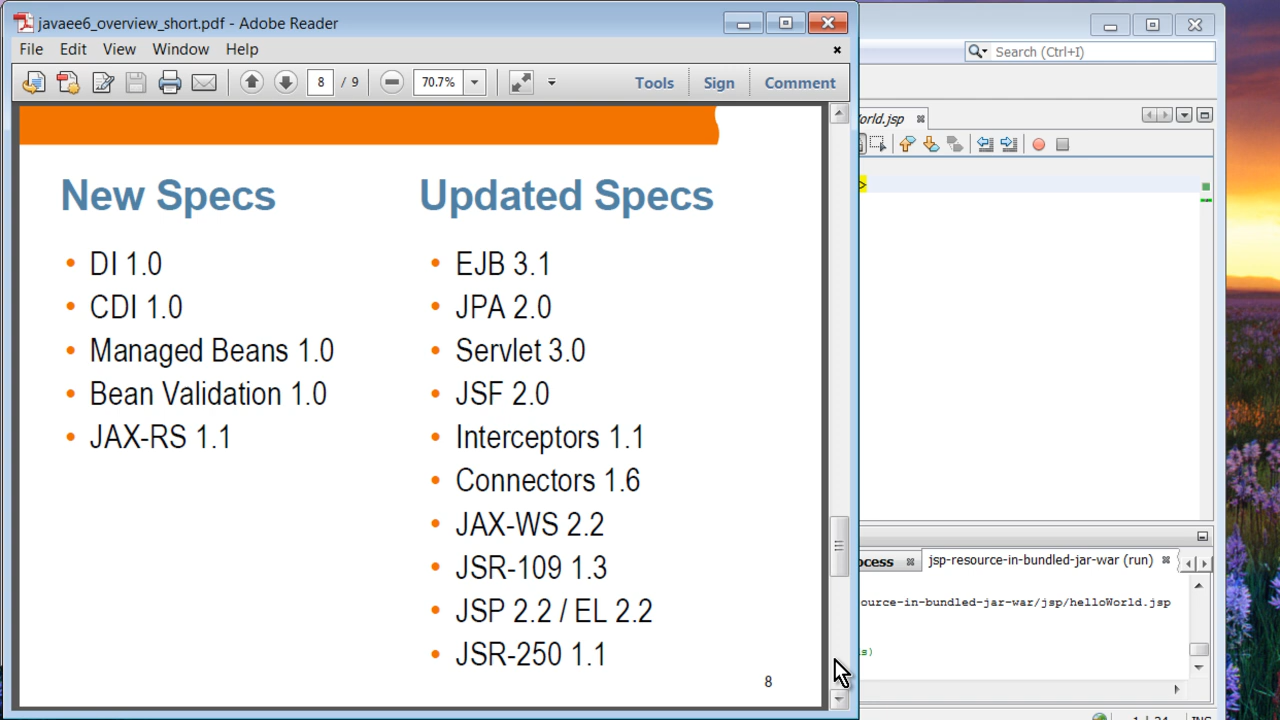 javaee6_overview_short.pdf - Adobe Reader
File Edit View Window Help
8 / 9 70.7% Tools Sign Comment
New Specs
• DI 1.0
• CDI 1.0
• Managed Beans 1.0
• Bean Validation 1.0
• JAX-RS 1.1
Updated Specs
• EJB 3.1
• JPA 2.0
• Servlet 3.0
• JSF 2.0
• Interceptors 1.1
• Connectors 1.6
• JAX-WS 2.2
• JSR-109 1.3
• JSP 2.2 / EL 2.2
• JSR-250 1.1
8
Search (Ctrl+I)
orld.jsp
>
ocess jsp-resource-in-bundled-jar-war (run)
ource-in-bundled-jar-war/jsp/helloWorld.jsp
s)